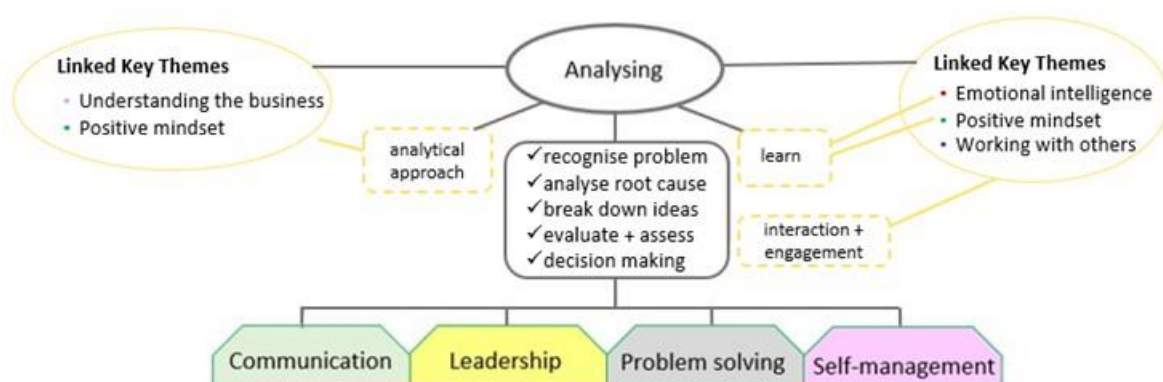 Analysing
Linked Key Themes
• Understanding the business
• Positive mindset
Linked Key Themes
• Emotional intelligence
• Positive mindset
• Working with others
analytical
approach
✓recognise problem
✓analyse root cause
✓break down ideas
✓evaluate + assess
✓decision making
learn
interaction +
engagement
Communication
Leadership
Problem solving
Self-management